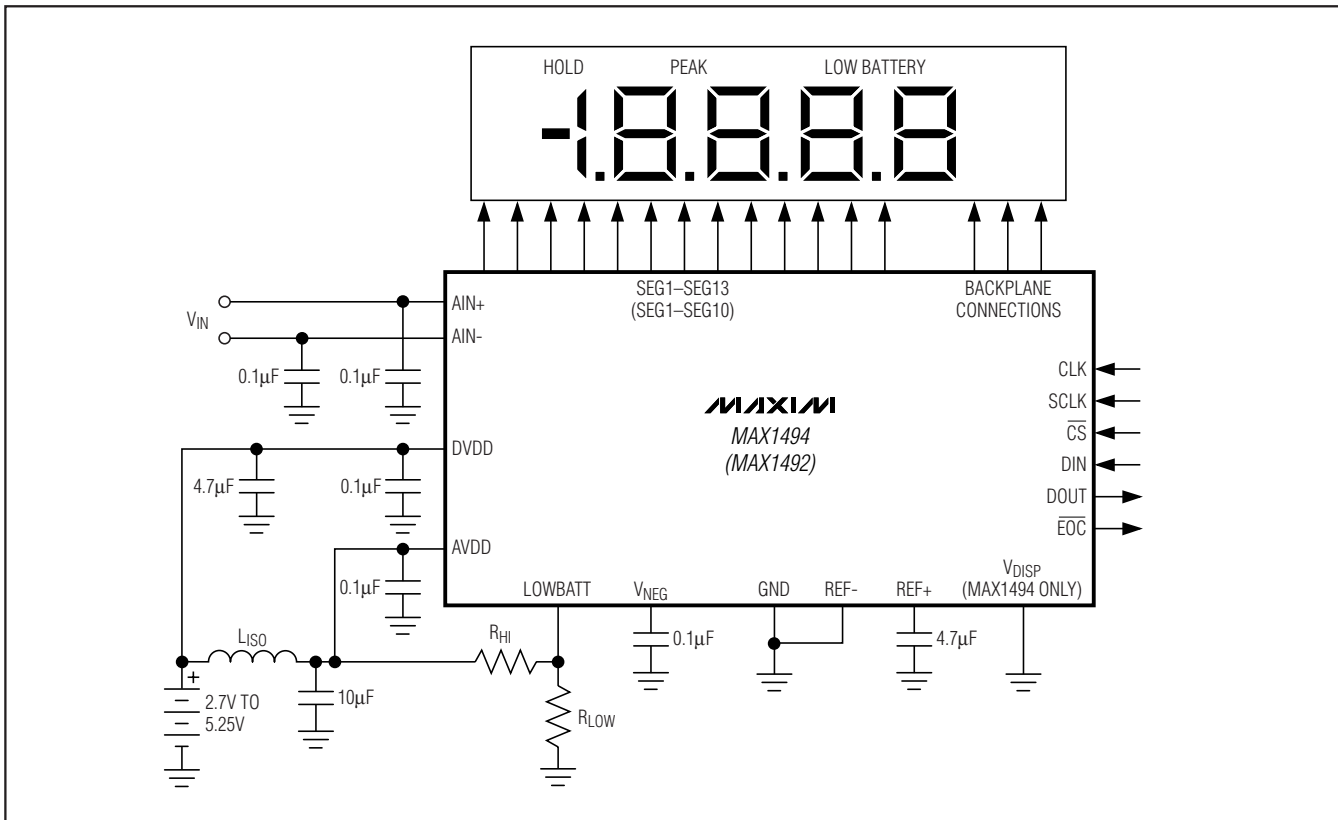 HOLD PEAK LOW BATTERY
-1.8.8.8.8
SEG1–SEG13
(SEG1–SEG10)
BACKPLANE
CONNECTIONS
VIN
AIN+
AIN-
0.1µF
0.1µF
CLK
SCLK
CS
DIN
DOUT
EOC
MAXIM
MAX1494
(MAX1492)
DVDD
4.7µF
0.1µF
AVDD
0.1µF
LOWBATT
VNEG
GND
REF-
REF+
VDISP
(MAX1494 ONLY)
LISO
RHI
0.1µF
4.7µF
+
2.7V TO
5.25V
10µF
RLOW